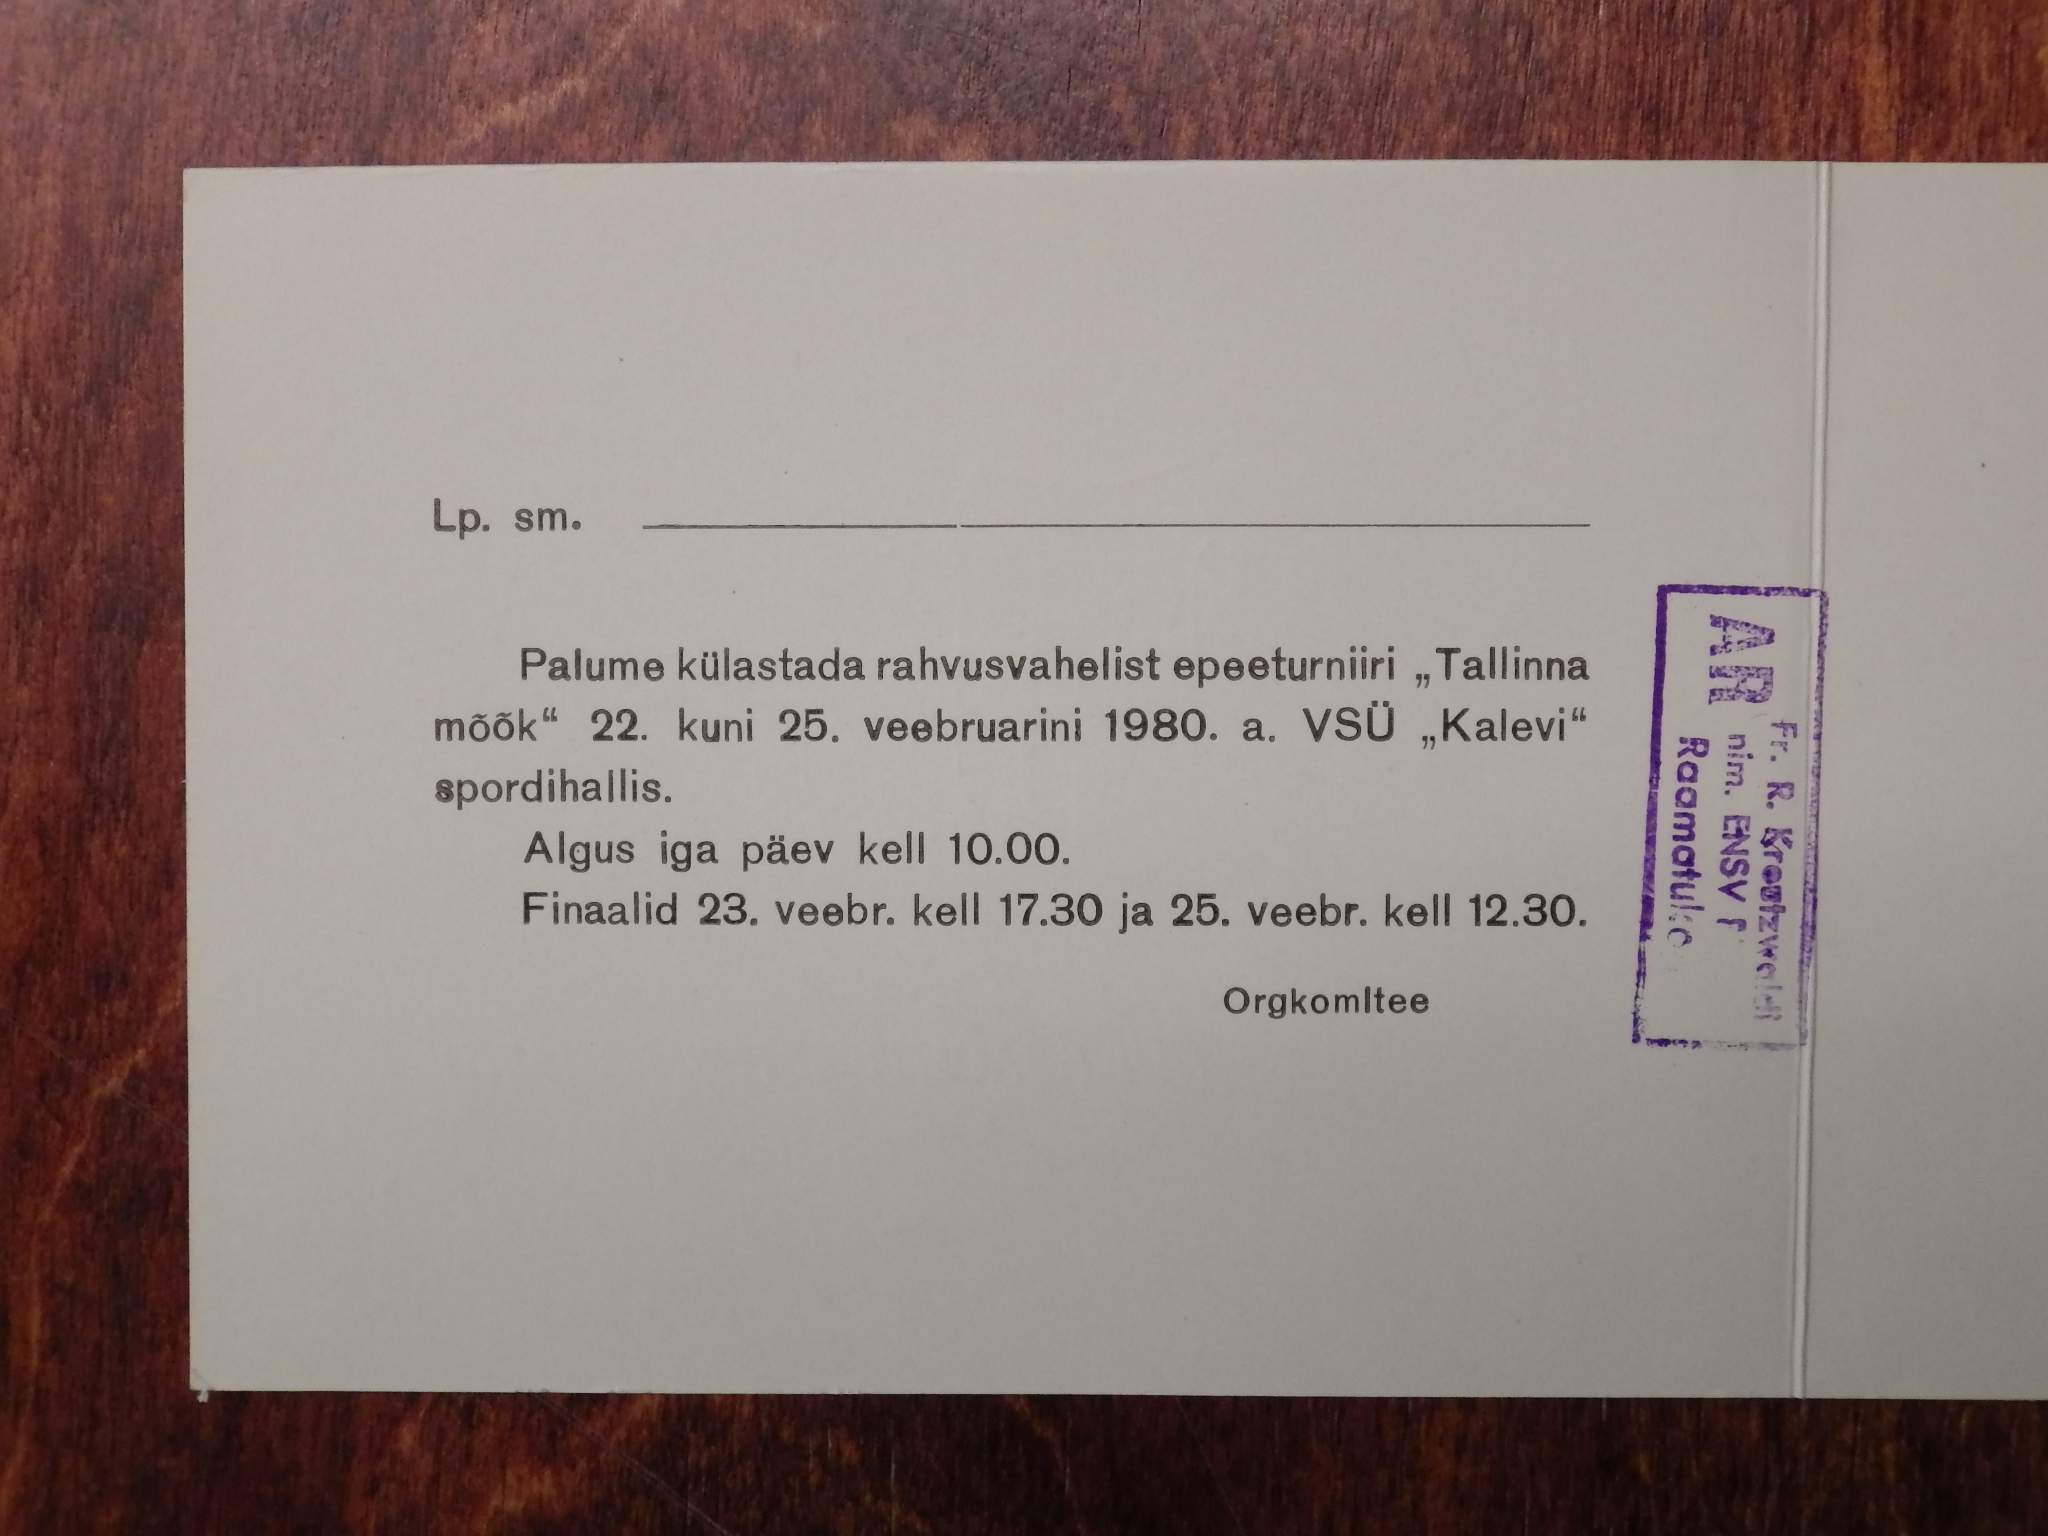 Lp. sm.
Palume külastada rahvusvahelist epeeturniiri „Tallinna
mõõk“ 22. kuni 25. veebruarini 1980. a. VSÜ „Kalevi“
spordihallis.
Algus iga päev kell 10.00.
Finaalid 23. veebr. kell 17.30 ja 25. veebr. kell 12.30.
Orgkomltee
AR
Fr. R. Kreutzwaldi
nim. ENSV